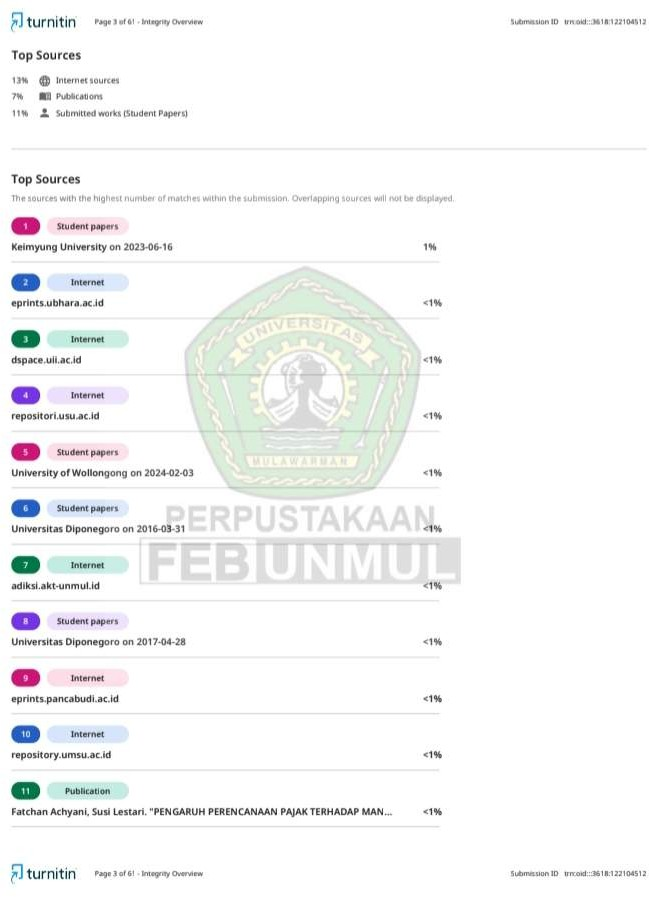 turnitin Page 3 of 61 - Integrity Overview Submission ID trn:oid:::3618:122104512
Top Sources
13% Internet sources
7% Publications
11% Submitted works (Student Papers)
Top Sources
The sources with the highest number of matches within the submission. Overlapping sources will not be displayed.
1 Student papers
Keimyung University on 2023-06-16 1%
2 Internet
eprints.ubhara.ac.id <1%
3 Internet
dspace.uii.ac.id <1%
4 Internet
repositori.usu.ac.id <1%
5 Student papers
University of Wollongong on 2024-02-03 <1%
6 Student papers
Universitas Diponegoro on 2016-03-31 <1%
7 Internet
adiksi.akt-unmul.id <1%
8 Student papers
Universitas Diponegoro on 2017-04-28 <1%
9 Internet
eprints.pancabudi.ac.id <1%
10 Internet
repository.umsu.ac.id <1%
11 Publication
Fatchan Achyani, Susi Lestari. "PENGARUH PERENCANAAN PAJAK TERHADAP MAN... <1%
UNIVERSITAS
MULAWARMAN
PERPUSTAKAAN
FEB UNMUL
turnitin Page 3 of 61 - Integrity Overview Submission ID trn:oid:::3618:122104512